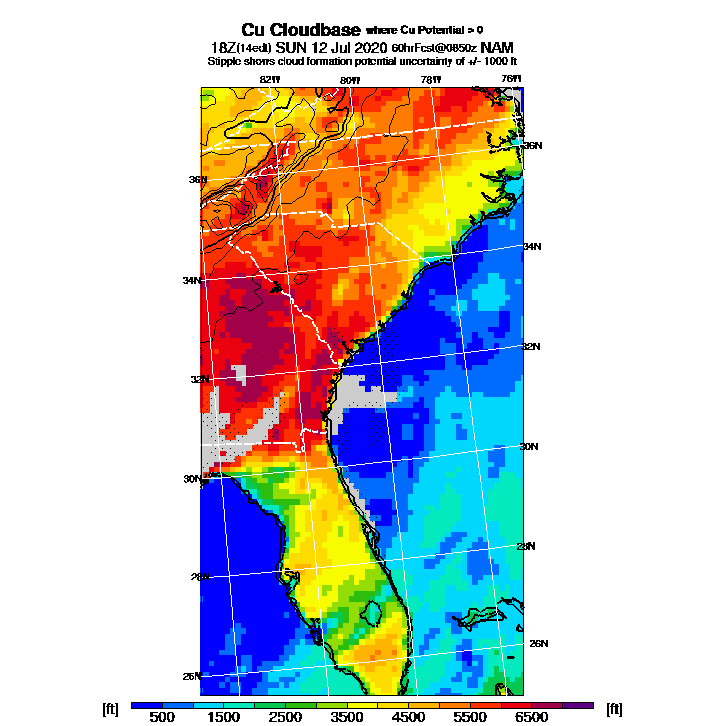 Cu Cloudbase where Cu Potential > 0
18Z(14edt) SUN 12 Jul 2020 60hrFcst@0850z NAM
Stipple shows cloud formation potential uncertainty of +/- 1000 ft
82W 80W 78W 76W
36N
36N
34N
34N
32N
32N
30N
30N
28N
28N
26N
26N
[ft] 500 1500 2500 3500 4500 5500 6500 [ft]